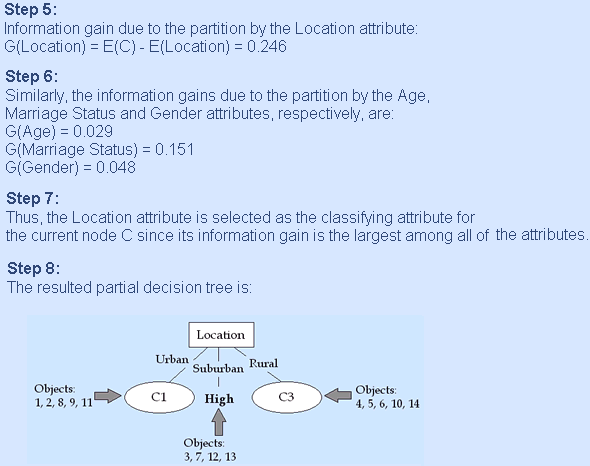 Step 5:
Information gain due to the partition by the Location attribute:
G(Location) = E(C) - E(Location) = 0.246
Step 6:
Similarly, the information gains due to the partition by the Age,
Marriage Status and Gender attributes, respectively, are:
G(Age) = 0.029
G(Marriage Status) = 0.151
G(Gender) = 0.048
Step 7:
Thus, the Location attribute is selected as the classifying attribute for
the current node C since its information gain is the largest among all of the attributes.
Step 8:
The resulted partial decision tree is:
Location
Urban
Suburban
Rural
Objects:
1, 2, 8, 9, 11
C1
High
C3
Objects:
4, 5, 6, 10, 14
Objects:
3, 7, 12, 13